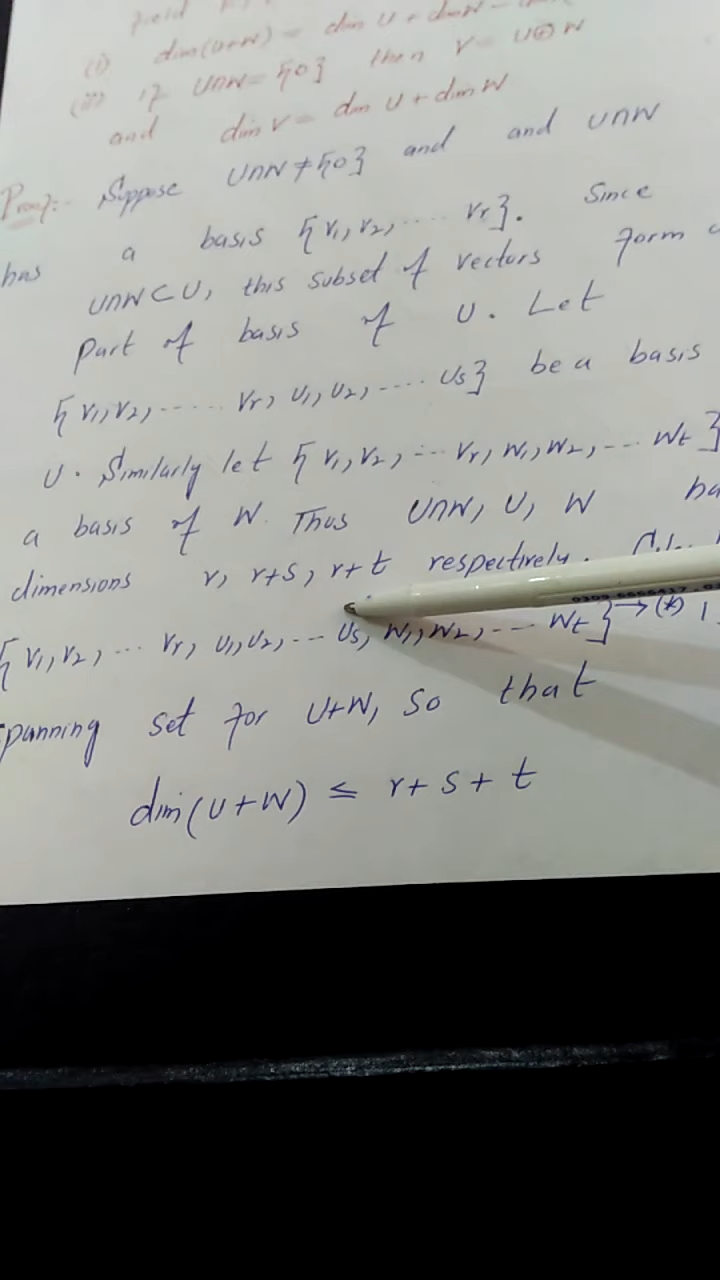 field
(i) dim(U+W) = dim U + dim W -
(ii) if U∩W = {0} then V = U⊕W
and dim V = dim U + dim W
Proof:- Suppose U∩W ≠ {0} and and U∩W
has a basis {v₁, v₂, ..... vr}. Since
U∩W ⊂ U, this subset of vectors form a
part of basis of U. Let
{v₁, v₂, ...... vr, u₁, u₂, ..... us} be a basis
U. Similarly let {v₁, v₂, ... vr, w₁, w₂, ... wt}
a basis of W. Thus U∩W, U, W ha
dimensions r, r+s, r+t respectively.
{v₁, v₂, ... vr, u₁, u₂, ... us, w₁, w₂, ... wt} → (*)
panning set for U+W, so that
dim(U+W) ≤ r + s + t